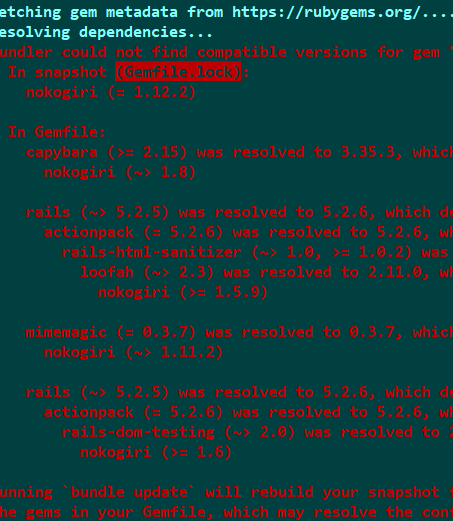 etching gem metadata from https://rubygems.org/....
esolving dependencies...
undler could not find compatible versions for gem "
In snapshot (Gemfile.lock):
nokogiri (= 1.12.2)
In Gemfile:
capybara (>= 2.15) was resolved to 3.35.3, whic
nokogiri (~> 1.8)
rails (~> 5.2.5) was resolved to 5.2.6, which de
actionpack (= 5.2.6) was resolved to 5.2.6, wh
rails-html-sanitizer (~> 1.0, >= 1.0.2) was
loofah (~> 2.3) was resolved to 2.11.0, wh
nokogiri (>= 1.5.9)
mimemagic (= 0.3.7) was resolved to 0.3.7, whic
nokogiri (~> 1.11.2)
rails (~> 5.2.5) was resolved to 5.2.6, which de
actionpack (= 5.2.6) was resolved to 5.2.6, wh
rails-dom-testing (~> 2.0) was resolved to 2
nokogiri (>= 1.6)
unning `bundle update` will rebuild your snapshot f
he gems in your Gemfile, which may resolve the conf